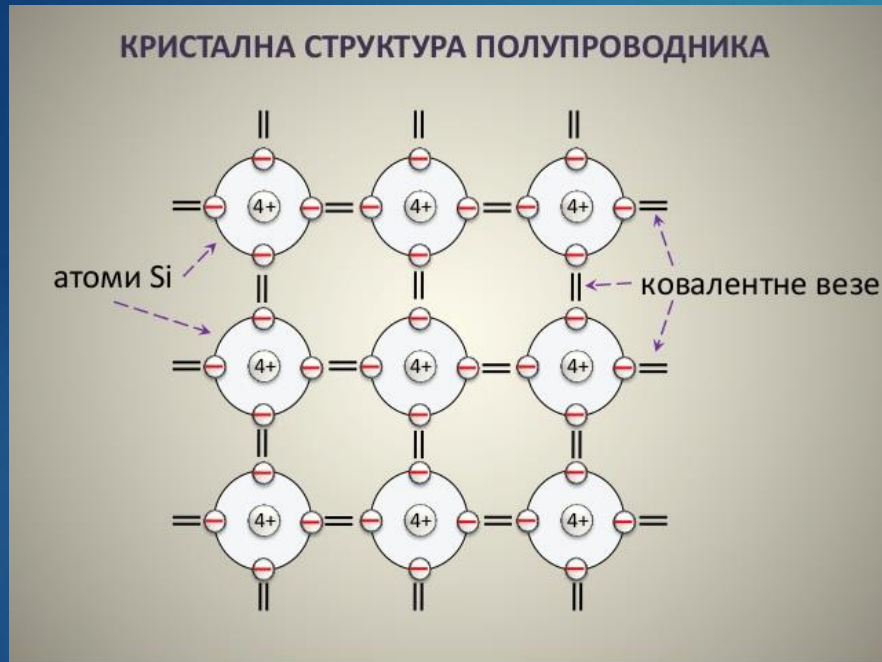 КРИСТАЛНА СТРУКТУРА ПОЛУПРОВОДНИКА
4+ 4+ 4+
атоми Si
ковалентне везе
4+ 4+ 4+
4+ 4+ 4+